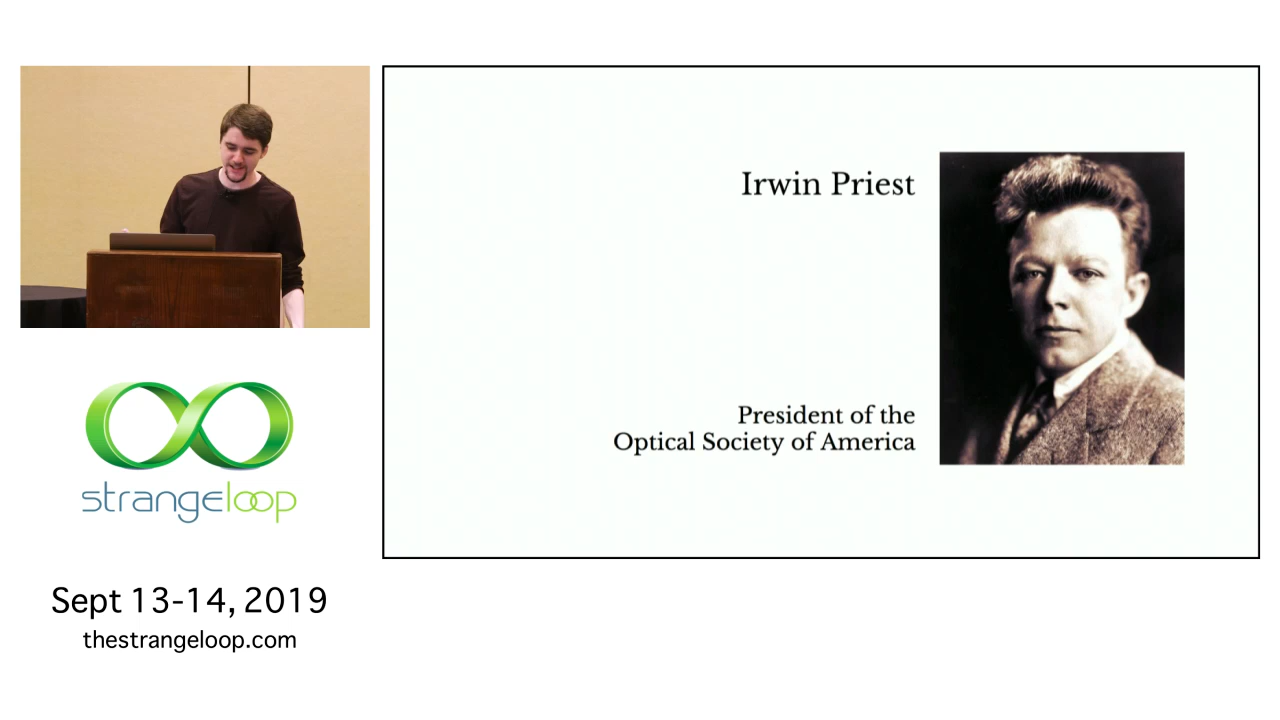 Irwin Priest
President of the
Optical Society of America
strangeloop
Sept 13-14, 2019
thestrangeloop.com